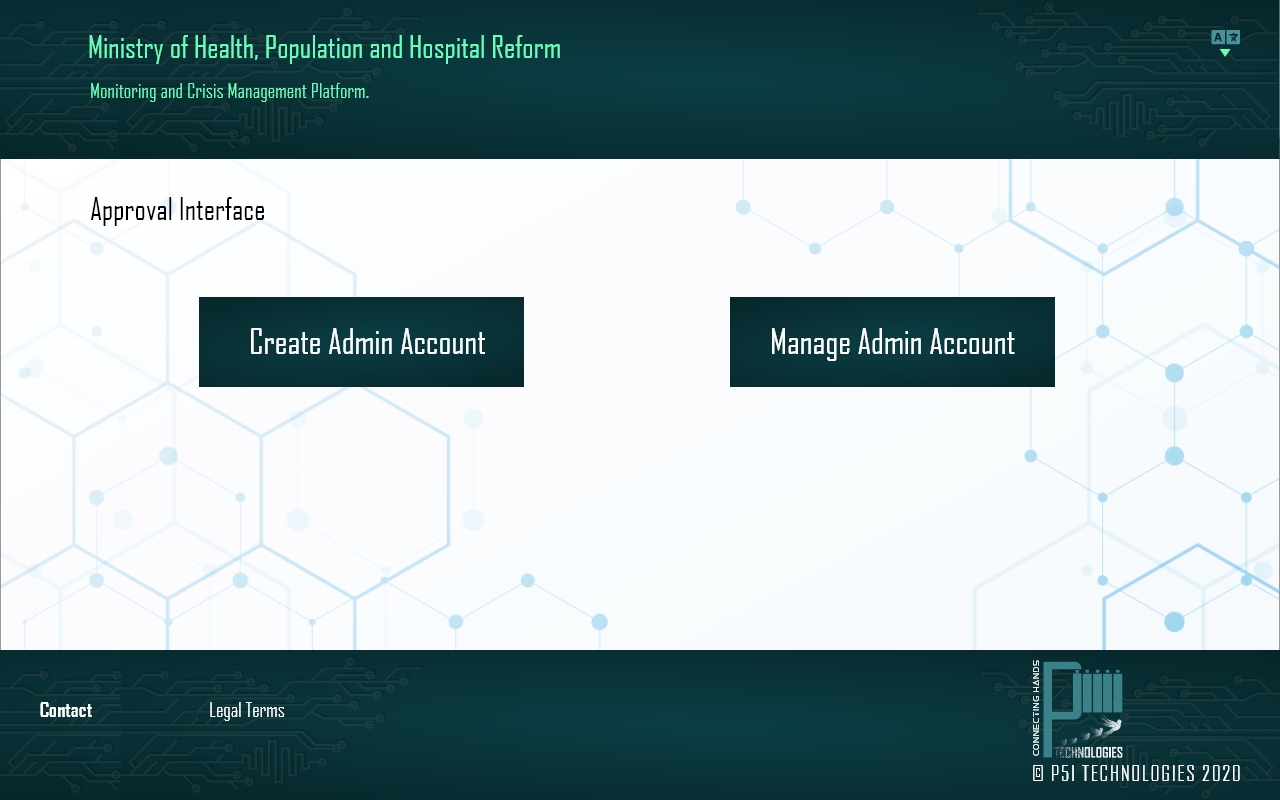 Ministry of Health, Population and Hospital Reform
A
Monitoring and Crisis Management Platform.
Approval Interface
Create Admin Account
Manage Admin Account
CONNECTING HANDS
TECHNOLOGIES
Contact
Legal Terms
© P5I TECHNOLOGIES 2020